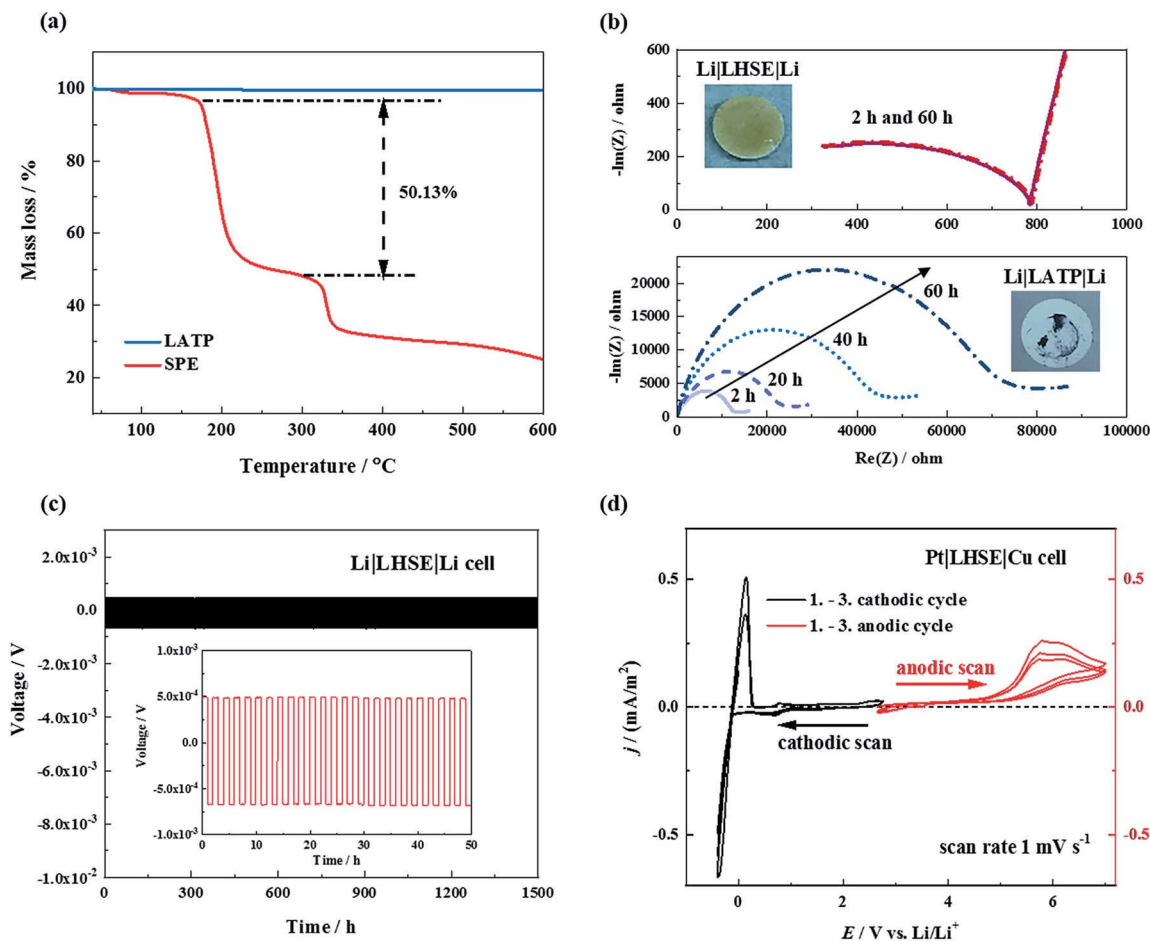 (a)
100
80
60
40
20
Mass loss / %
50.13%
LATP
SPE
100
200
300
400
500
600
Temperature / °C
(b)
600
400
200
0
-Im(Z) / ohm
Li|LHSE|Li
2 h and 60 h
0
200
400
600
800
1000
20000
15000
10000
5000
0
-Im(Z) / ohm
Li|LATP|Li
60 h
40 h
20 h
2 h
0
20000
40000
60000
80000
100000
Re(Z) / ohm
(c)
2.0x10⁻³
0.0
-2.0x10⁻³
-4.0x10⁻³
-6.0x10⁻³
-8.0x10⁻³
-1.0x10⁻²
Voltage / V
Li|LHSE|Li cell
1.0x10⁻³
5.0x10⁻⁴
0.0
-5.0x10⁻⁴
-1.0x10⁻³
Voltage / V
0
10
20
30
40
50
Time / h
0
300
600
900
1200
1500
Time / h
(d)
Pt|LHSE|Cu cell
0.5
0.0
-0.5
j / (mA/m²)
1. - 3. cathodic cycle
1. - 3. anodic cycle
anodic scan
cathodic scan
0.5
0.0
-0.5
scan rate 1 mV s⁻¹
0
2
4
6
E / V vs. Li/Li⁺